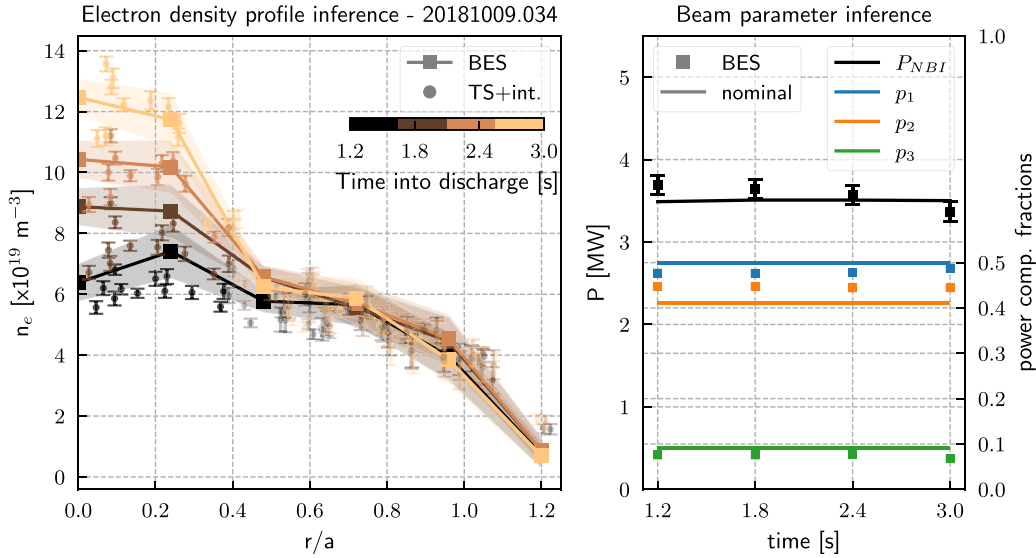 Electron density profile inference - 20181009.034
14
12
10
8
6
4
2
0
n_e [x10^19 m^−3]
BES
TS+int.
1.2 1.8 2.4 3.0
Time into discharge [s]
0.0 0.2 0.4 0.6 0.8 1.0 1.2
r/a
Beam parameter inference
5
4
3
2
1
0
P [MW]
BES
nominal
P_NBI
p_1
p_2
p_3
1.0
0.5
0.4
0.3
0.2
0.1
0.0
power comp. fractions
1.2 1.8 2.4 3.0
time [s]